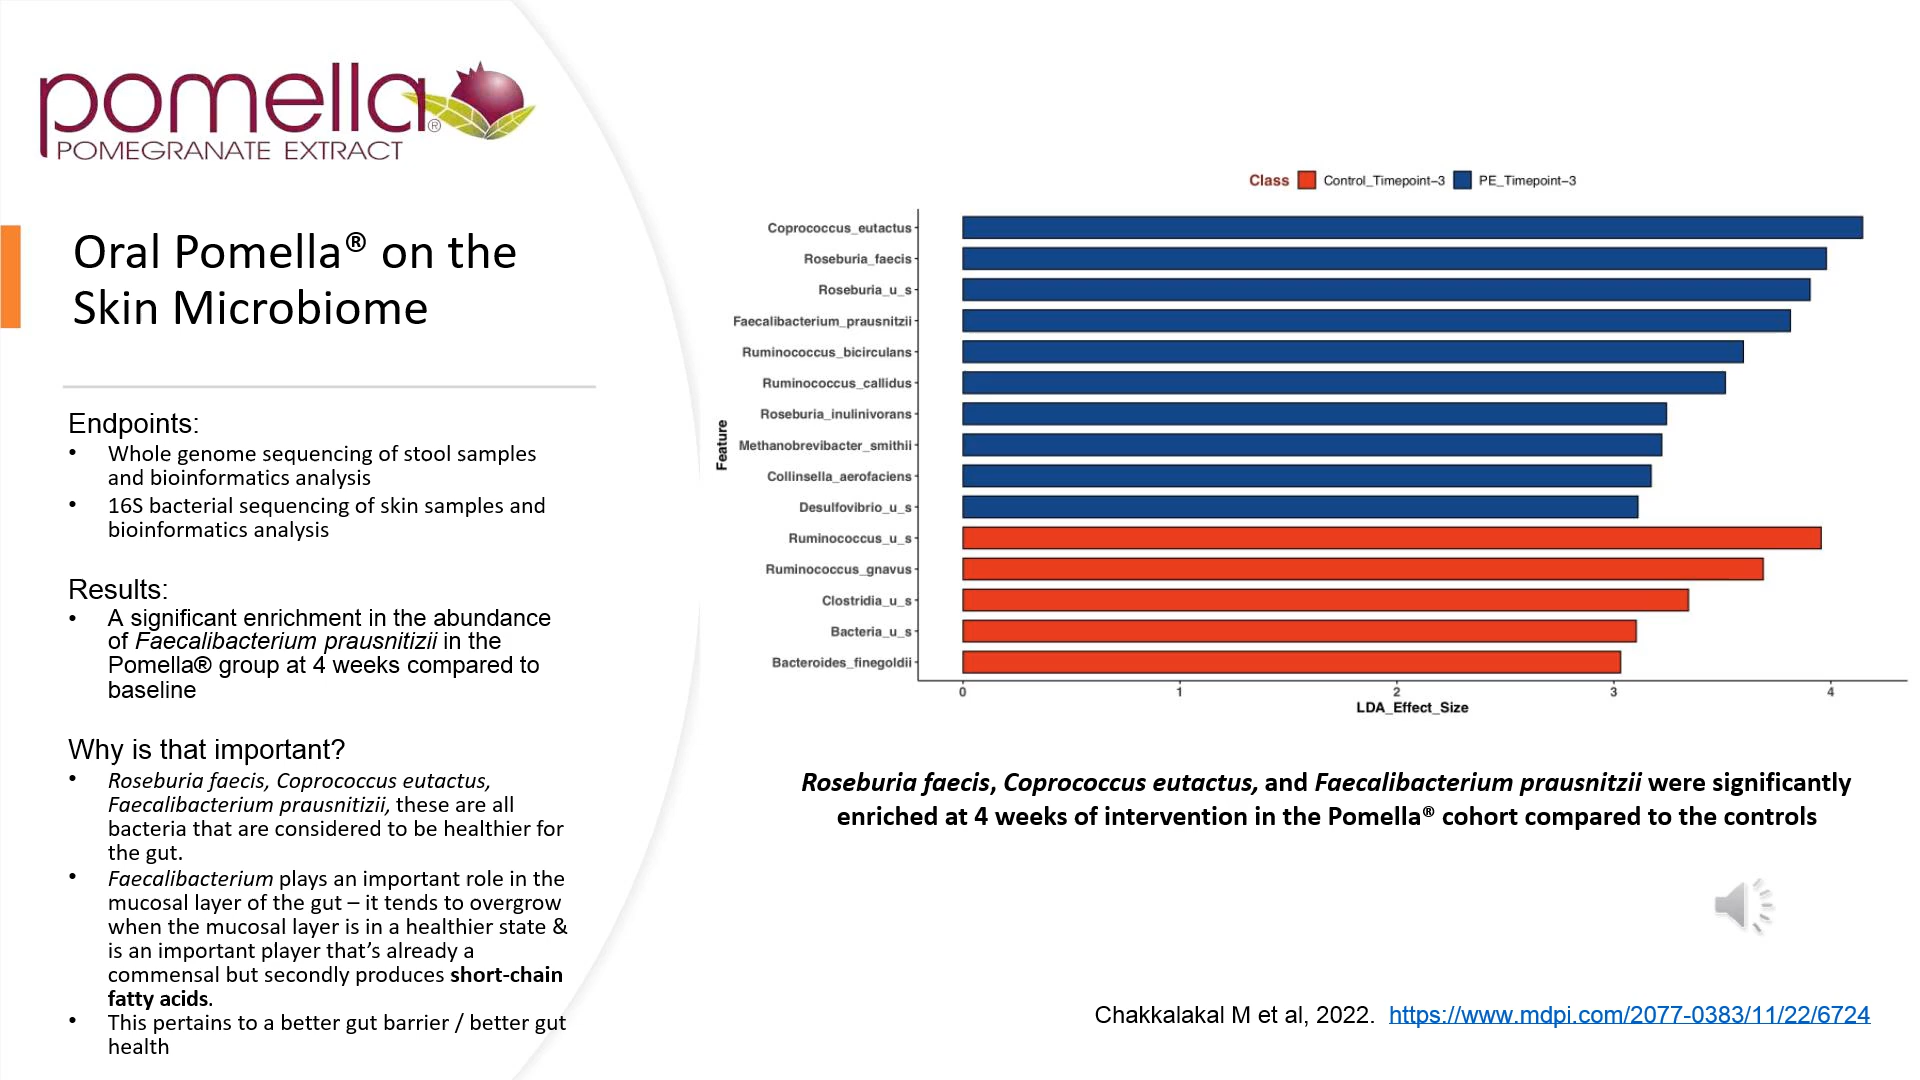 pomella®
POMEGRANATE EXTRACT
Oral Pomella® on the
Skin Microbiome
Endpoints:
• Whole genome sequencing of stool samples
and bioinformatics analysis
• 16S bacterial sequencing of skin samples and
bioinformatics analysis
Results:
• A significant enrichment in the abundance
of Faecalibacterium prausnitizii in the
Pomella® group at 4 weeks compared to
baseline
Why is that important?
• Roseburia faecis, Coprococcus eutactus,
Faecalibacterium prausnitizii, these are all
bacteria that are considered to be healthier for
the gut.
• Faecalibacterium plays an important role in the
mucosal layer of the gut – it tends to overgrow
when the mucosal layer is in a healthier state &
is an important player that’s already a
commensal but secondly produces short-chain
fatty acids.
• This pertains to a better gut barrier / better gut
health
Class Control_Timepoint–3 PE_Timepoint–3
Feature
Coprococcus_eutactus
Roseburia_faecis
Roseburia_u_s
Faecalibacterium_prausnitzii
Ruminococcus_bicirculans
Ruminococcus_callidus
Roseburia_inulinivorans
Methanobrevibacter_smithii
Collinsella_aerofaciens
Desulfovibrio_u_s
Ruminococcus_u_s
Ruminococcus_gnavus
Clostridia_u_s
Bacteria_u_s
Bacteroides_finegoldii
0 1 2 3 4
LDA_Effect_Size
Roseburia faecis, Coprococcus eutactus, and Faecalibacterium prausnitzii were significantly
enriched at 4 weeks of intervention in the Pomella® cohort compared to the controls
Chakkalakal M et al, 2022. https://www.mdpi.com/2077-0383/11/22/6724